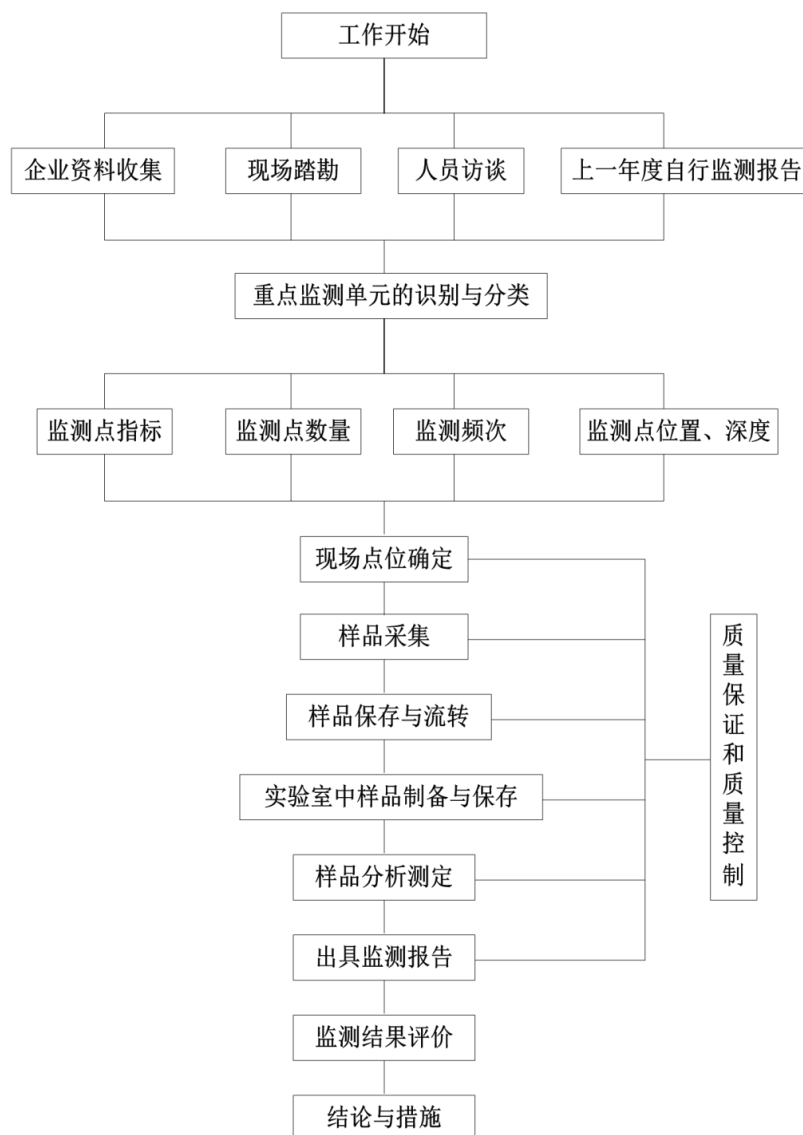 工作开始
企业资料收集
现场踏勘
人员访谈
上一年度自行监测报告
重点监测单元的识别与分类
监测点指标
监测点数量
监测频次
监测点位置、深度
现场点位确定
样品采集
样品保存与流转
实验室中样品制备与保存
样品分析测定
出具监测报告
监测结果评价
结论与措施
质量保证和质量控制